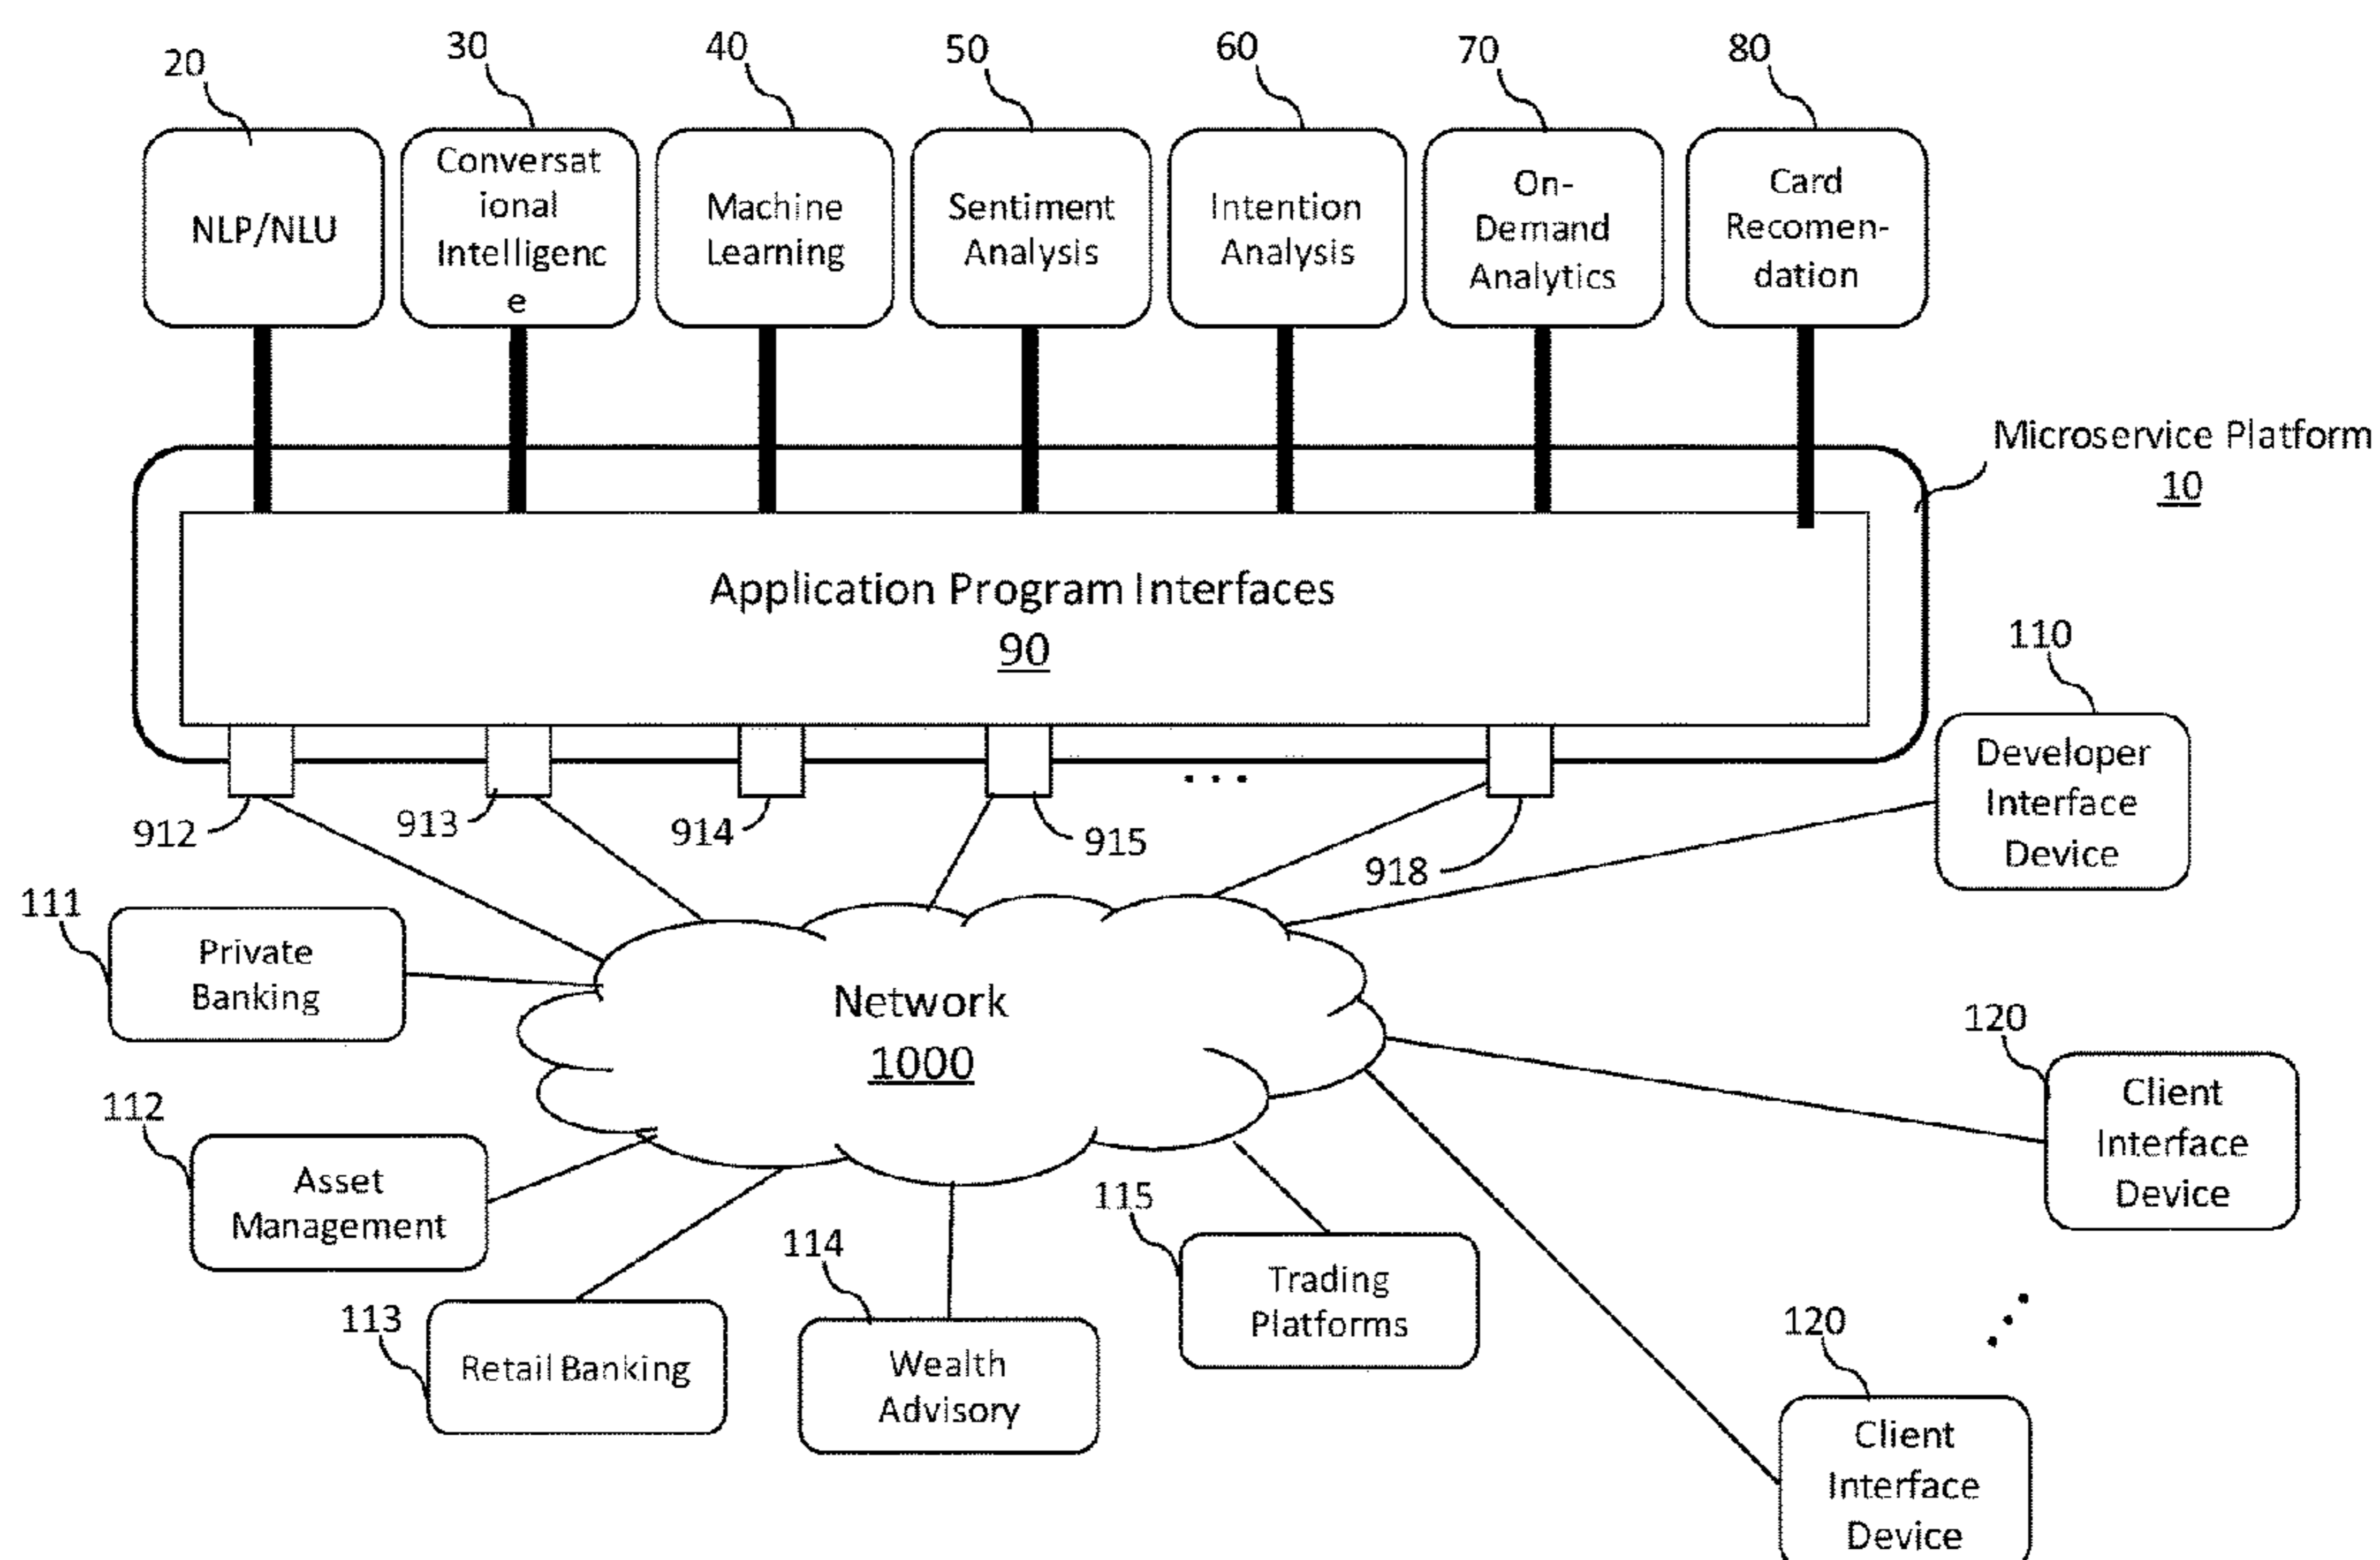 20
30
40
50
60
70
80
NLP/NLU
Conversat
ional
Intelligenc
e
Machine
Learning
Sentiment
Analysis
Intention
Analysis
On-
Demand
Analytics
Card
Recomen-
dation
Microservice Platform
10
Application Program Interfaces
90
110
Developer
Interface
Device
912
913
914
915
...
918
111
Private
Banking
Network
1000
120
Client
Interface
Device
112
Asset
Management
113
Retail Banking
114
Wealth
Advisory
115
Trading
Platforms
120
Client
Interface
Device